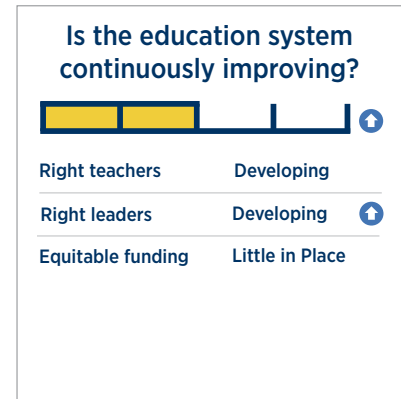 Is the education system
continuously improving?
Right teachers Developing
Right leaders Developing
Equitable funding Little in Place